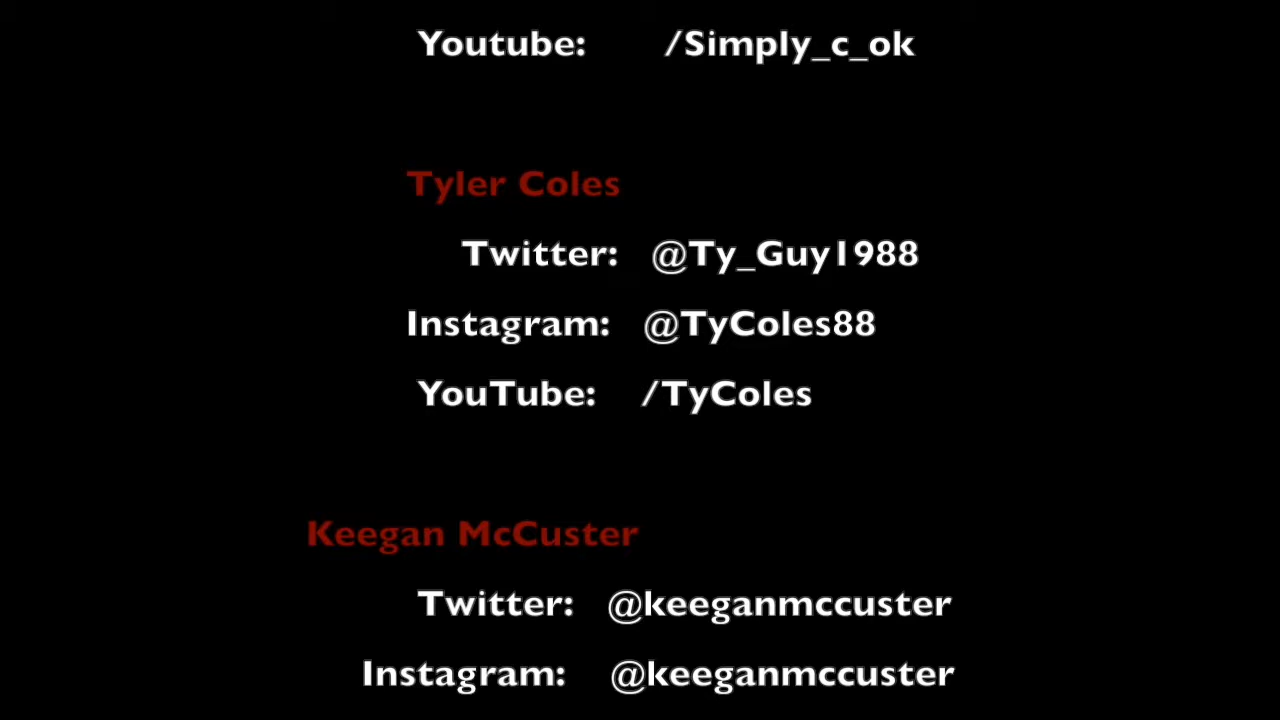 Youtube: /Simply_c_ok
Tyler Coles
Twitter: @Ty_Guy1988
Instagram: @TyColes88
YouTube: /TyColes
Keegan McCuster
Twitter: @keeganmccuster
Instagram: @keeganmccuster